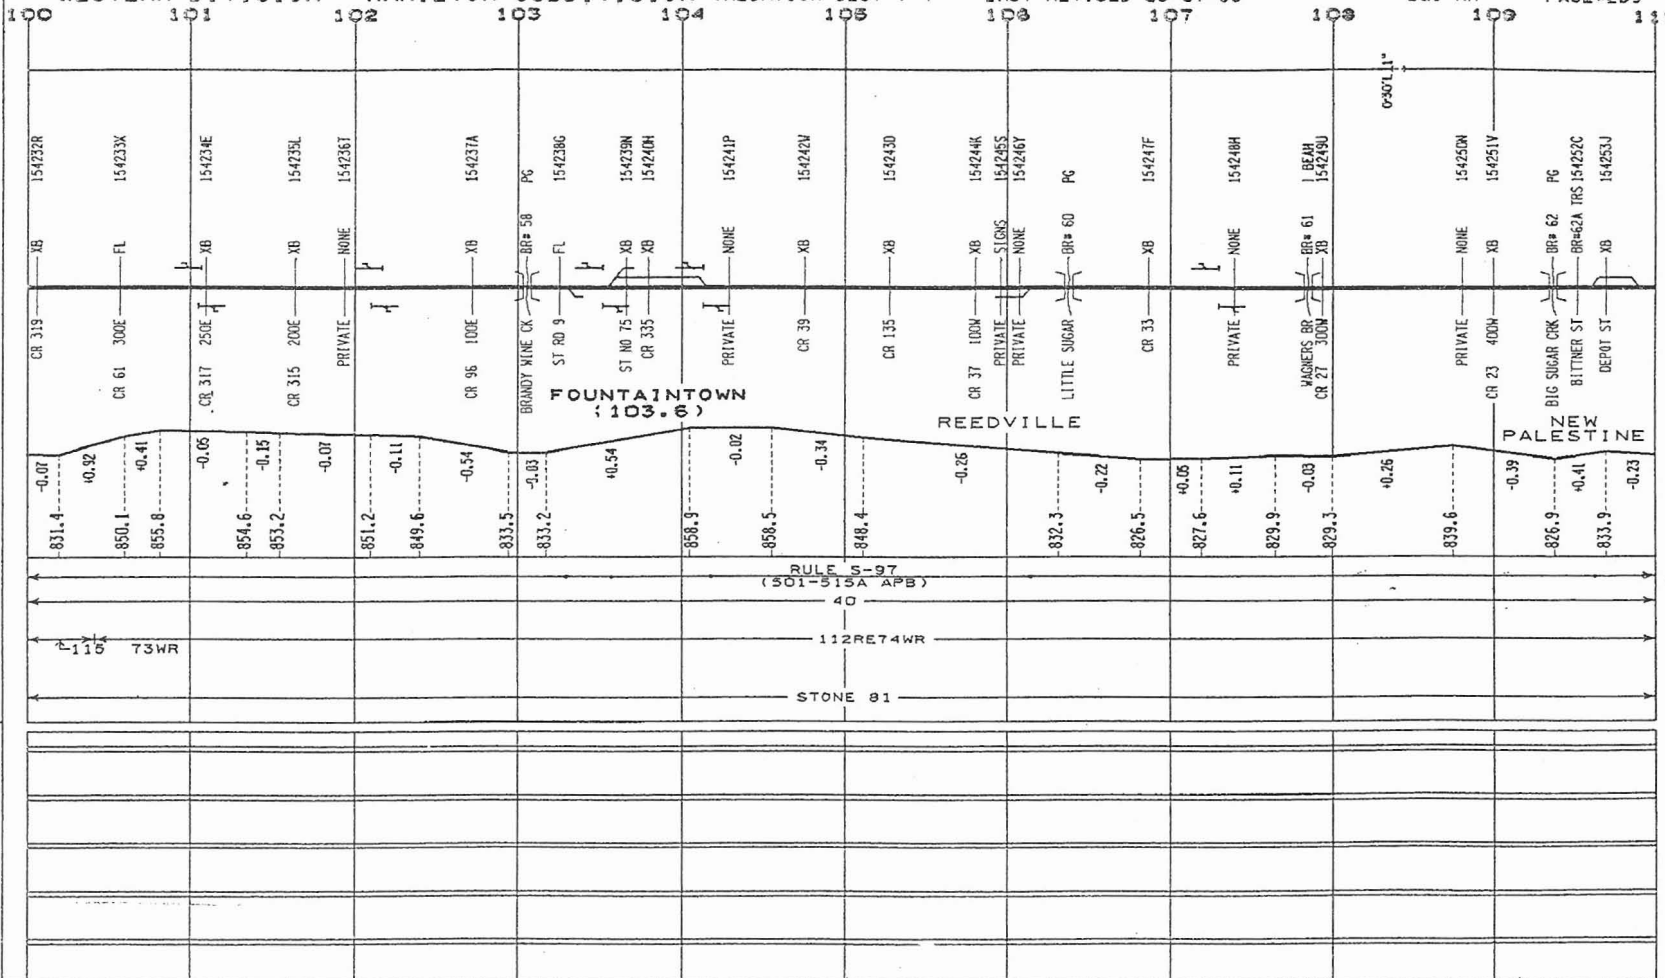 100 101 102 103 104 105 106 107 108 109
0°30'L 1"
154232R 154233X 154234E 154235L 154236T 154237A PG 154238G 154239N 154240H 154241P 154242W 154243D 154244K 154245S 154246Y PG 154247F 154248M I BEAM 154249U 154250N 154251V PG TRS 154252C 154253J
XB FL XB XB NONE XB BR# 58 FL XB XB NONE XB XB XB SIGNS NONE BR# 60 XB NONE BR# 61 XB NONE XB BR# 62 BR#62A XB
CR 319
CR 61 300E
CR 317 250E
CR 315 200E
PRIVATE
CR 96 100E
BRANDY WINE CK
ST RD 9
ST NO 75
CR 335
PRIVATE
CR 39
CR 135
CR 37 100W
PRIVATE
PRIVATE
LITTLE SUGAR
CR 33
PRIVATE
WAGNERS BR
CR 27 300W
PRIVATE
CR 23 400W
BIG SUGAR CRK
BITTNER ST
DEPOT ST
FOUNTAINTOWN
(103.6)
REEDVILLE
NEW
PALESTINE
-0.07 +0.92 +0.41 -0.05 -0.15 -0.07 -0.11 -0.54 -0.03 +0.54 -0.02 -0.34 -0.26 -0.22 +0.05 +0.11 -0.03 +0.26 -0.39 +0.41 -0.23
831.4 850.1 855.8 854.6 853.2 851.2 849.6 833.5 833.2 858.9 858.5 848.4 832.3 826.5 827.6 829.9 829.3 839.6 826.9 833.9
RULE S-97
(501-515A APB)
40
115 73WR 112RE74WR
STONE 81